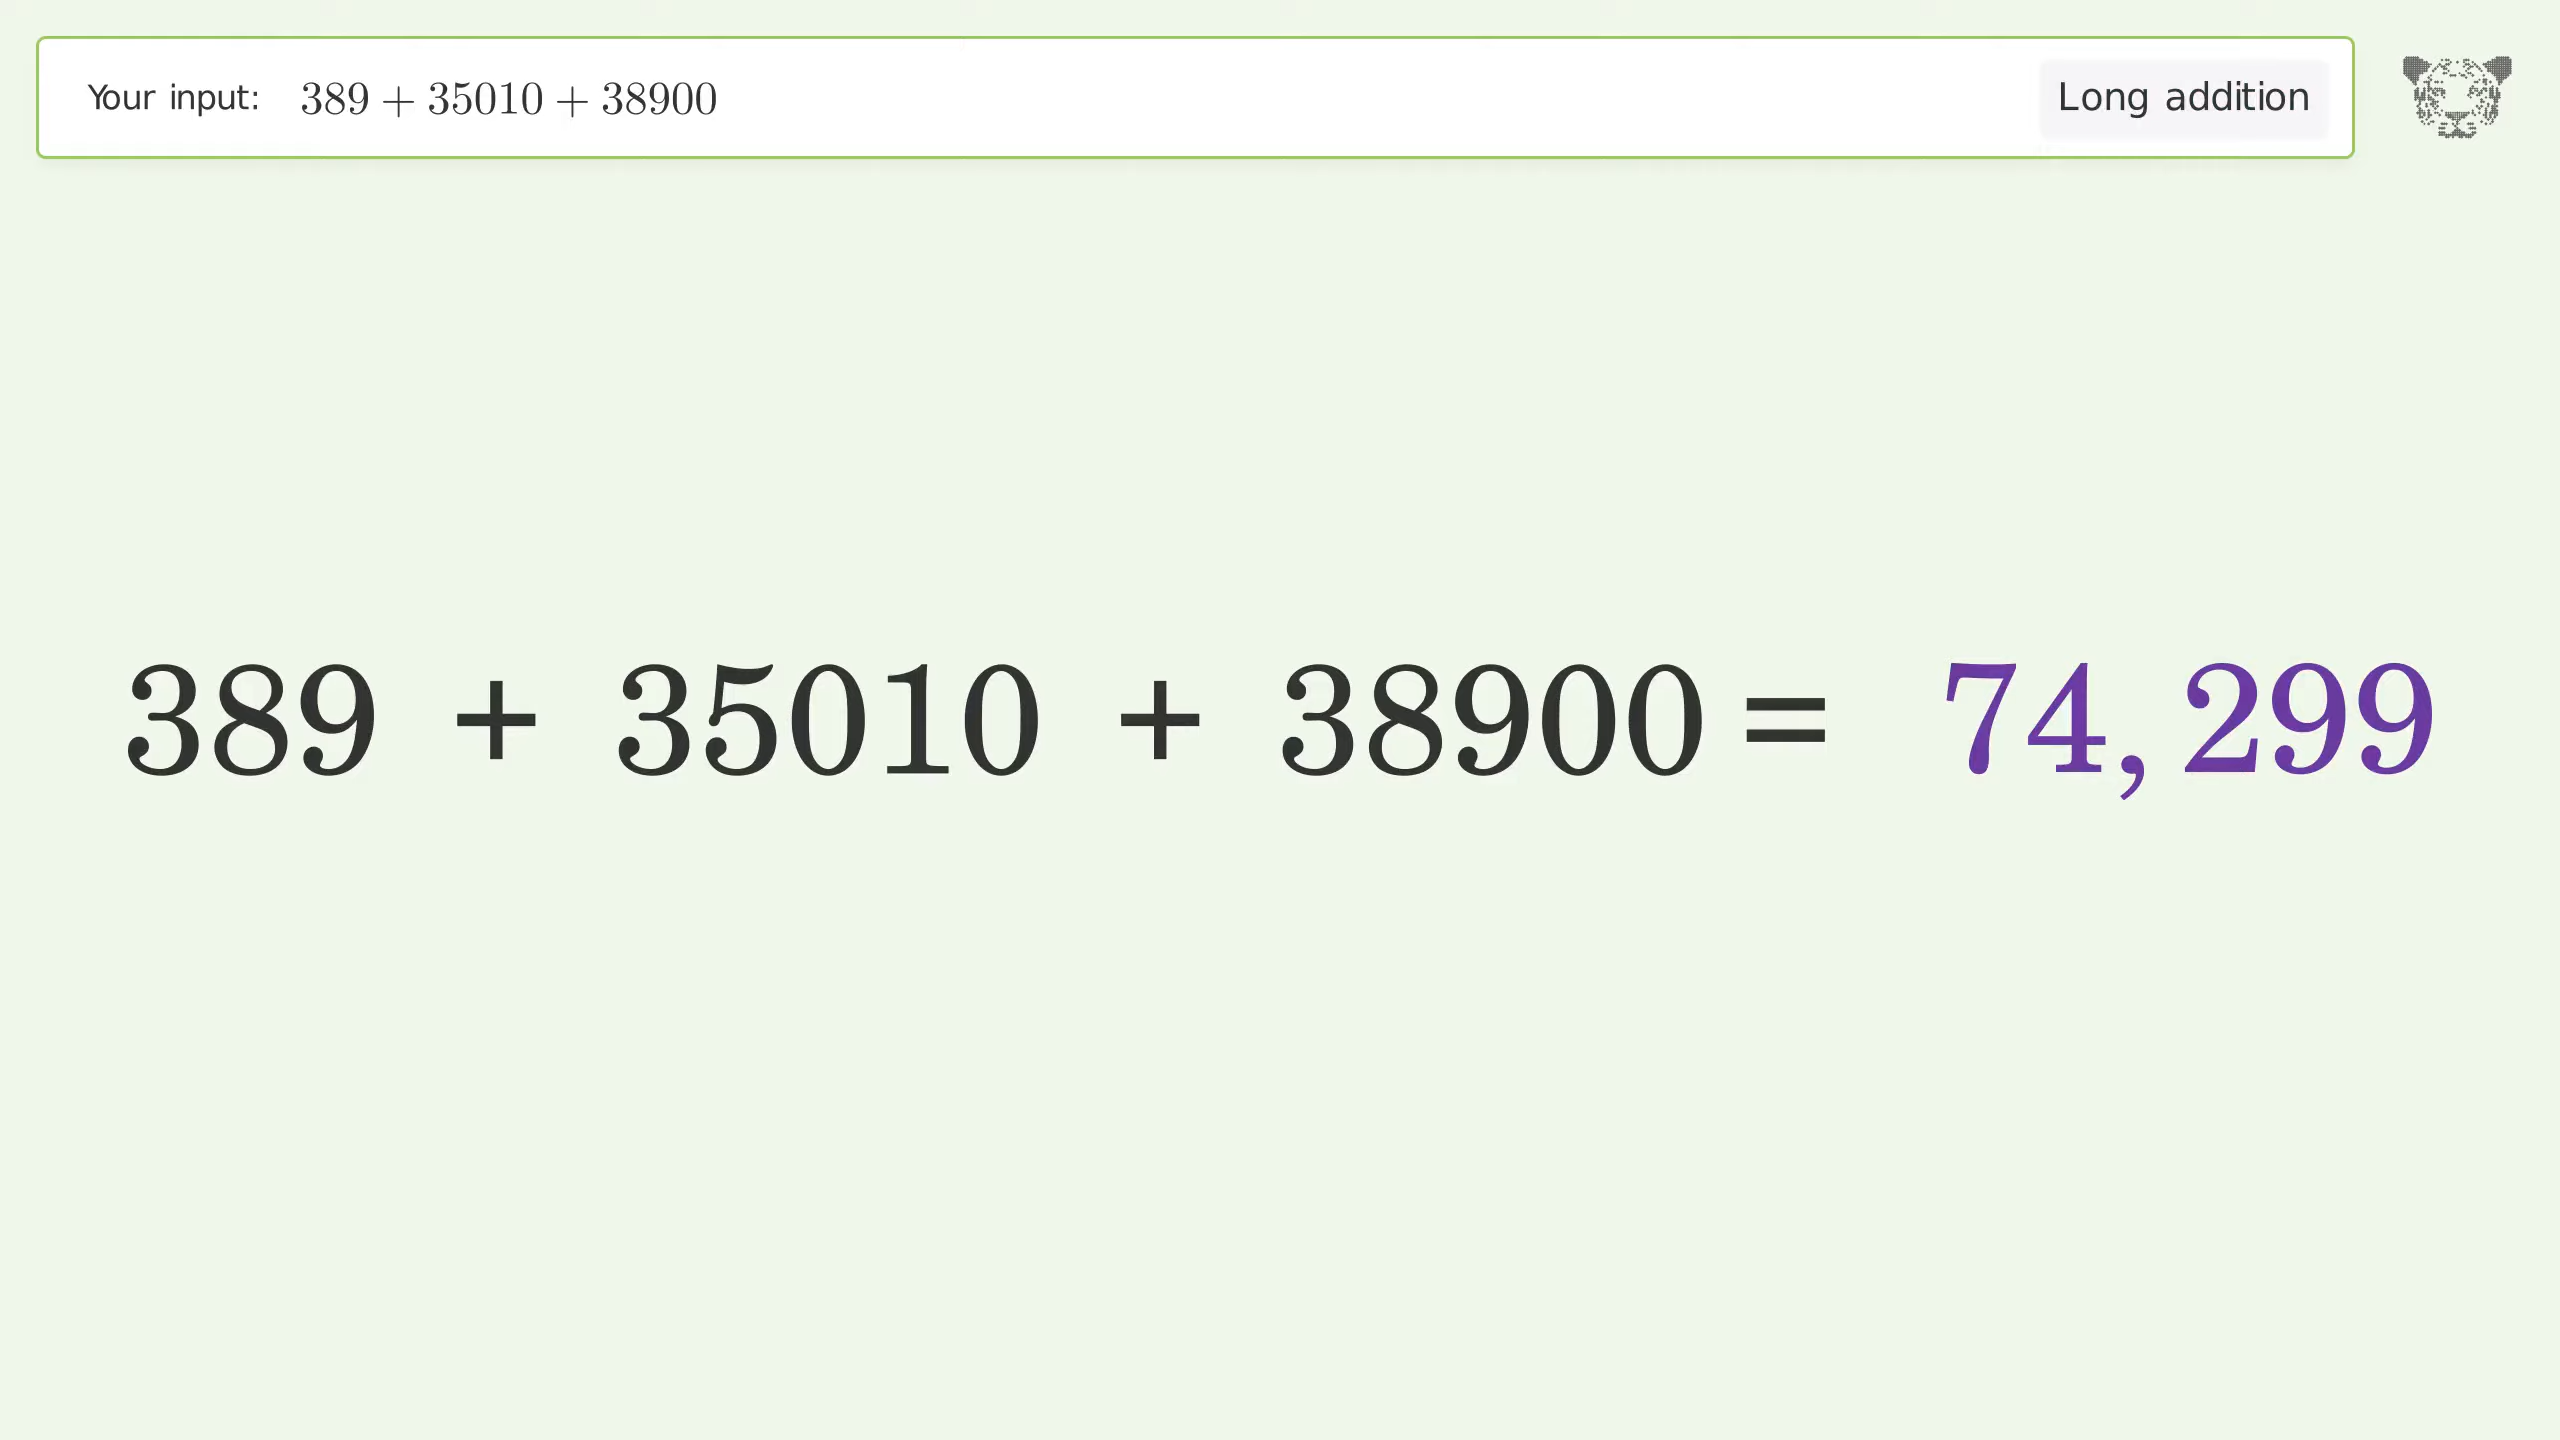 Your input: 389 + 35010 + 38900 Long addition
389 + 35010 + 38900 = 74,299